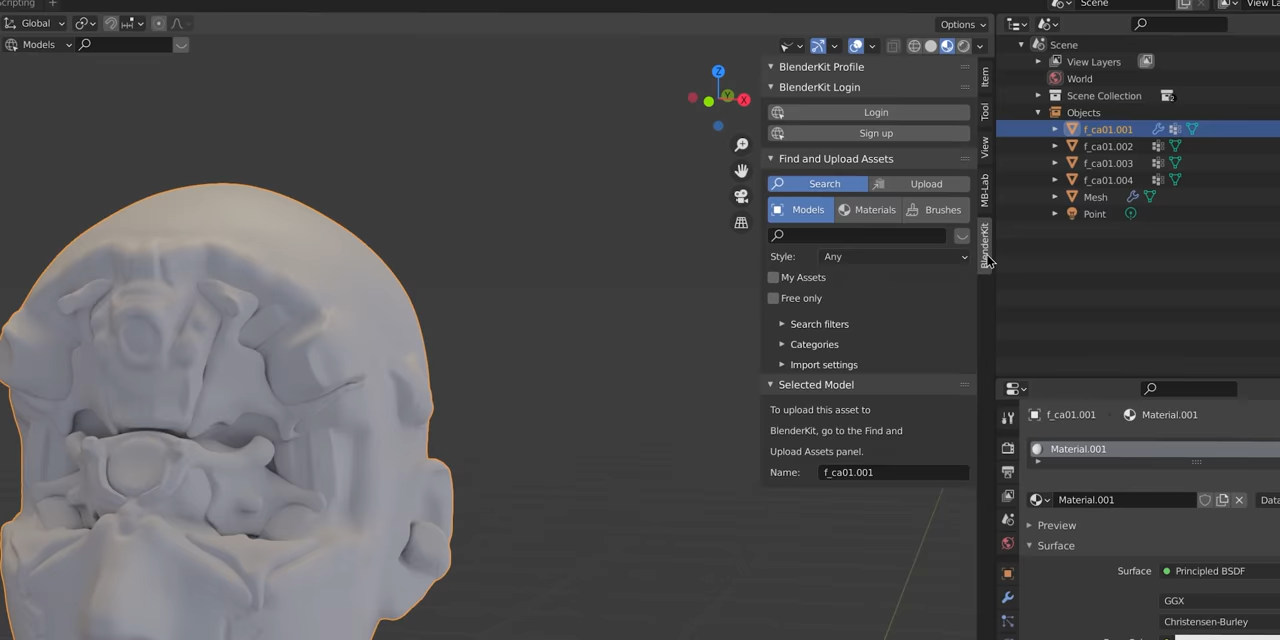 Scripting
Scene
View La
Global
Options
Models
Z
Y
X
BlenderKit Profile
BlenderKit Login
Login
Sign up
Find and Upload Assets
Search
Upload
Models
Materials
Brushes
Style:
Any
My Assets
Free only
Search filters
Categories
Import settings
Selected Model
To upload this asset to
BlenderKit, go to the Find and
Upload Assets panel.
Name:
f_ca01.001
Item
Tool
View
MB-Lab
BlenderKit
Scene
View Layers
World
Scene Collection
2
Objects
f_ca01.001
f_ca01.002
f_ca01.003
f_ca01.004
Mesh
Point
f_ca01.001
Material.001
Material.001
Material.001
Data
Preview
Surface
Surface
Principled BSDF
GGX
Christensen-Burley